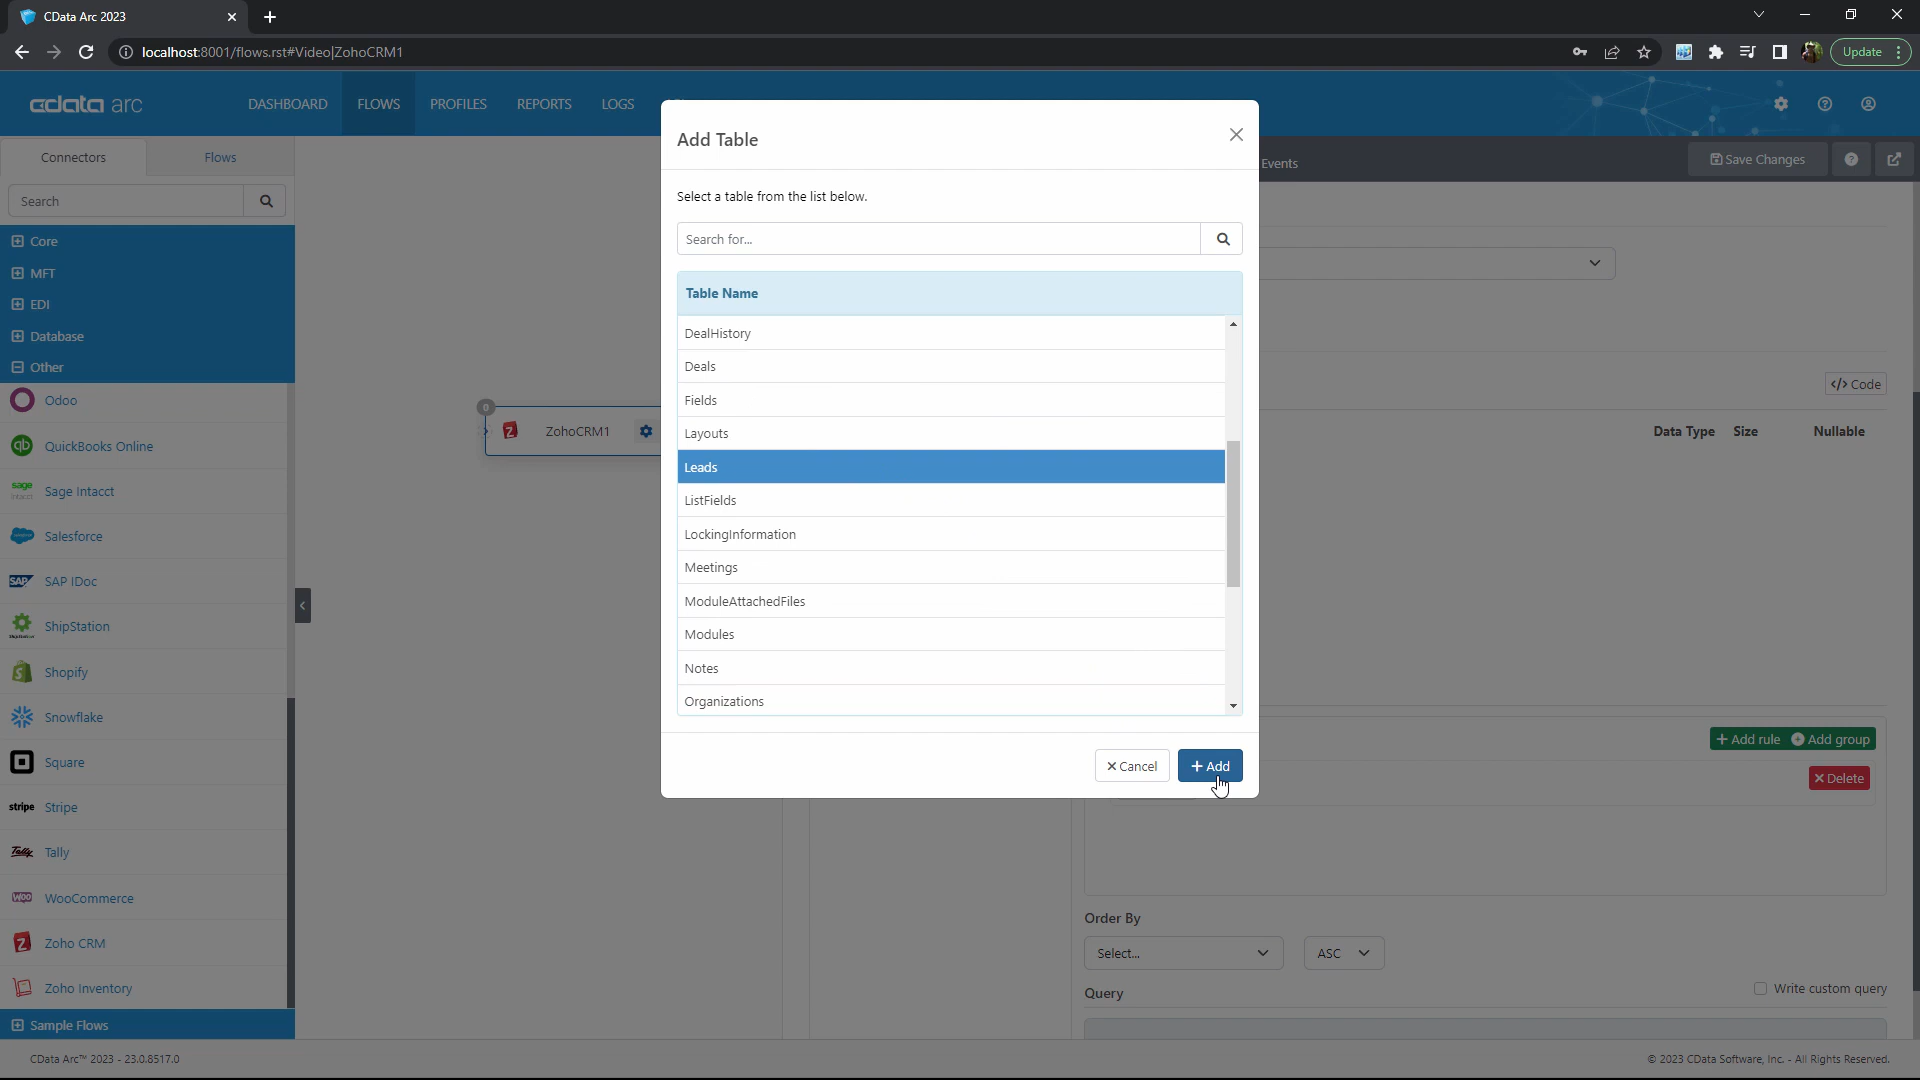 CData Arc 2023
localhost:8001/flows.rst#Video|ZohoCRM1
Update
cdata arc
DASHBOARD
FLOWS
PROFILES
REPORTS
LOGS
Connectors
Flows
Search
Core
MFT
EDI
Database
Other
Odoo
QuickBooks Online
Sage Intacct
Salesforce
SAP IDoc
ShipStation
Shopify
Snowflake
Square
Stripe
Tally
WooCommerce
Zoho CRM
Zoho Inventory
Sample Flows
0
ZohoCRM1
Add Table
Select a table from the list below.
Search for...
Table Name
DealHistory
Deals
Fields
Layouts
Leads
ListFields
LockingInformation
Meetings
ModuleAttachedFiles
Modules
Notes
Organizations
Cancel
Add
Events
Save Changes
</> Code
Data Type Size Nullable
Add rule Add group
Delete
Order By
Select...
ASC
Query
Write custom query
CData Arc™ 2023 - 23.0.8517.0
© 2023 CData Software, Inc. - All Rights Reserved.